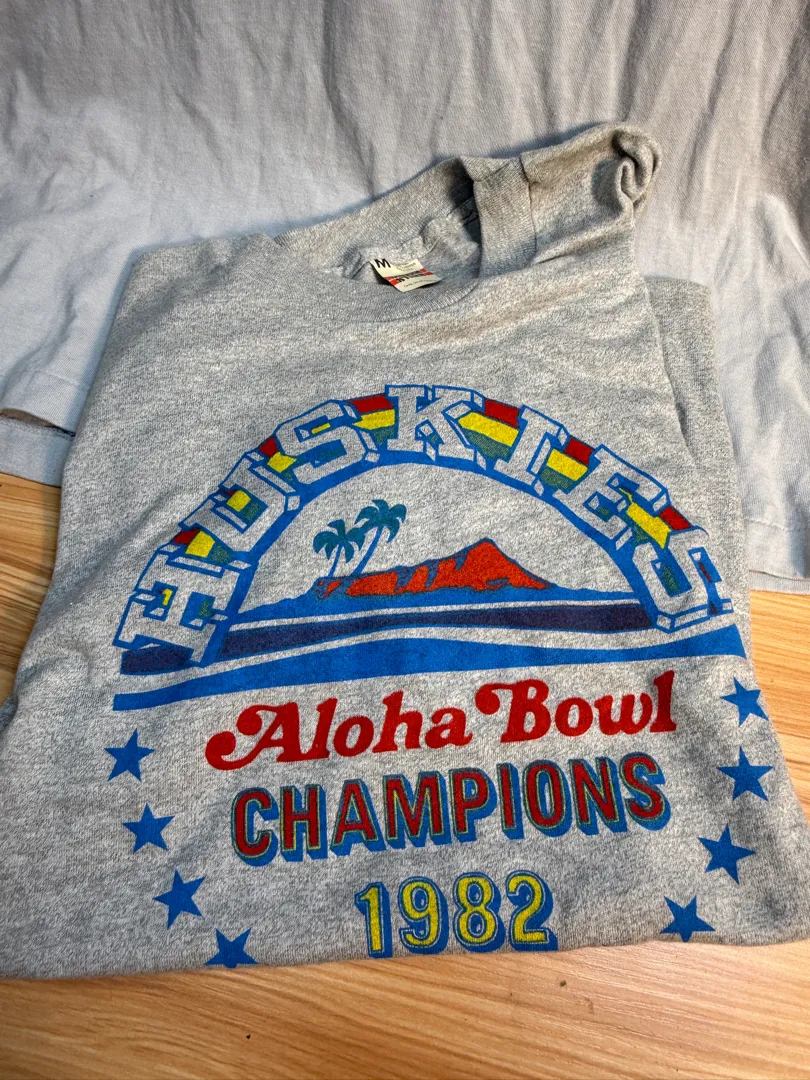 M
HUSKIES
Aloha Bowl
CHAMPIONS
1982